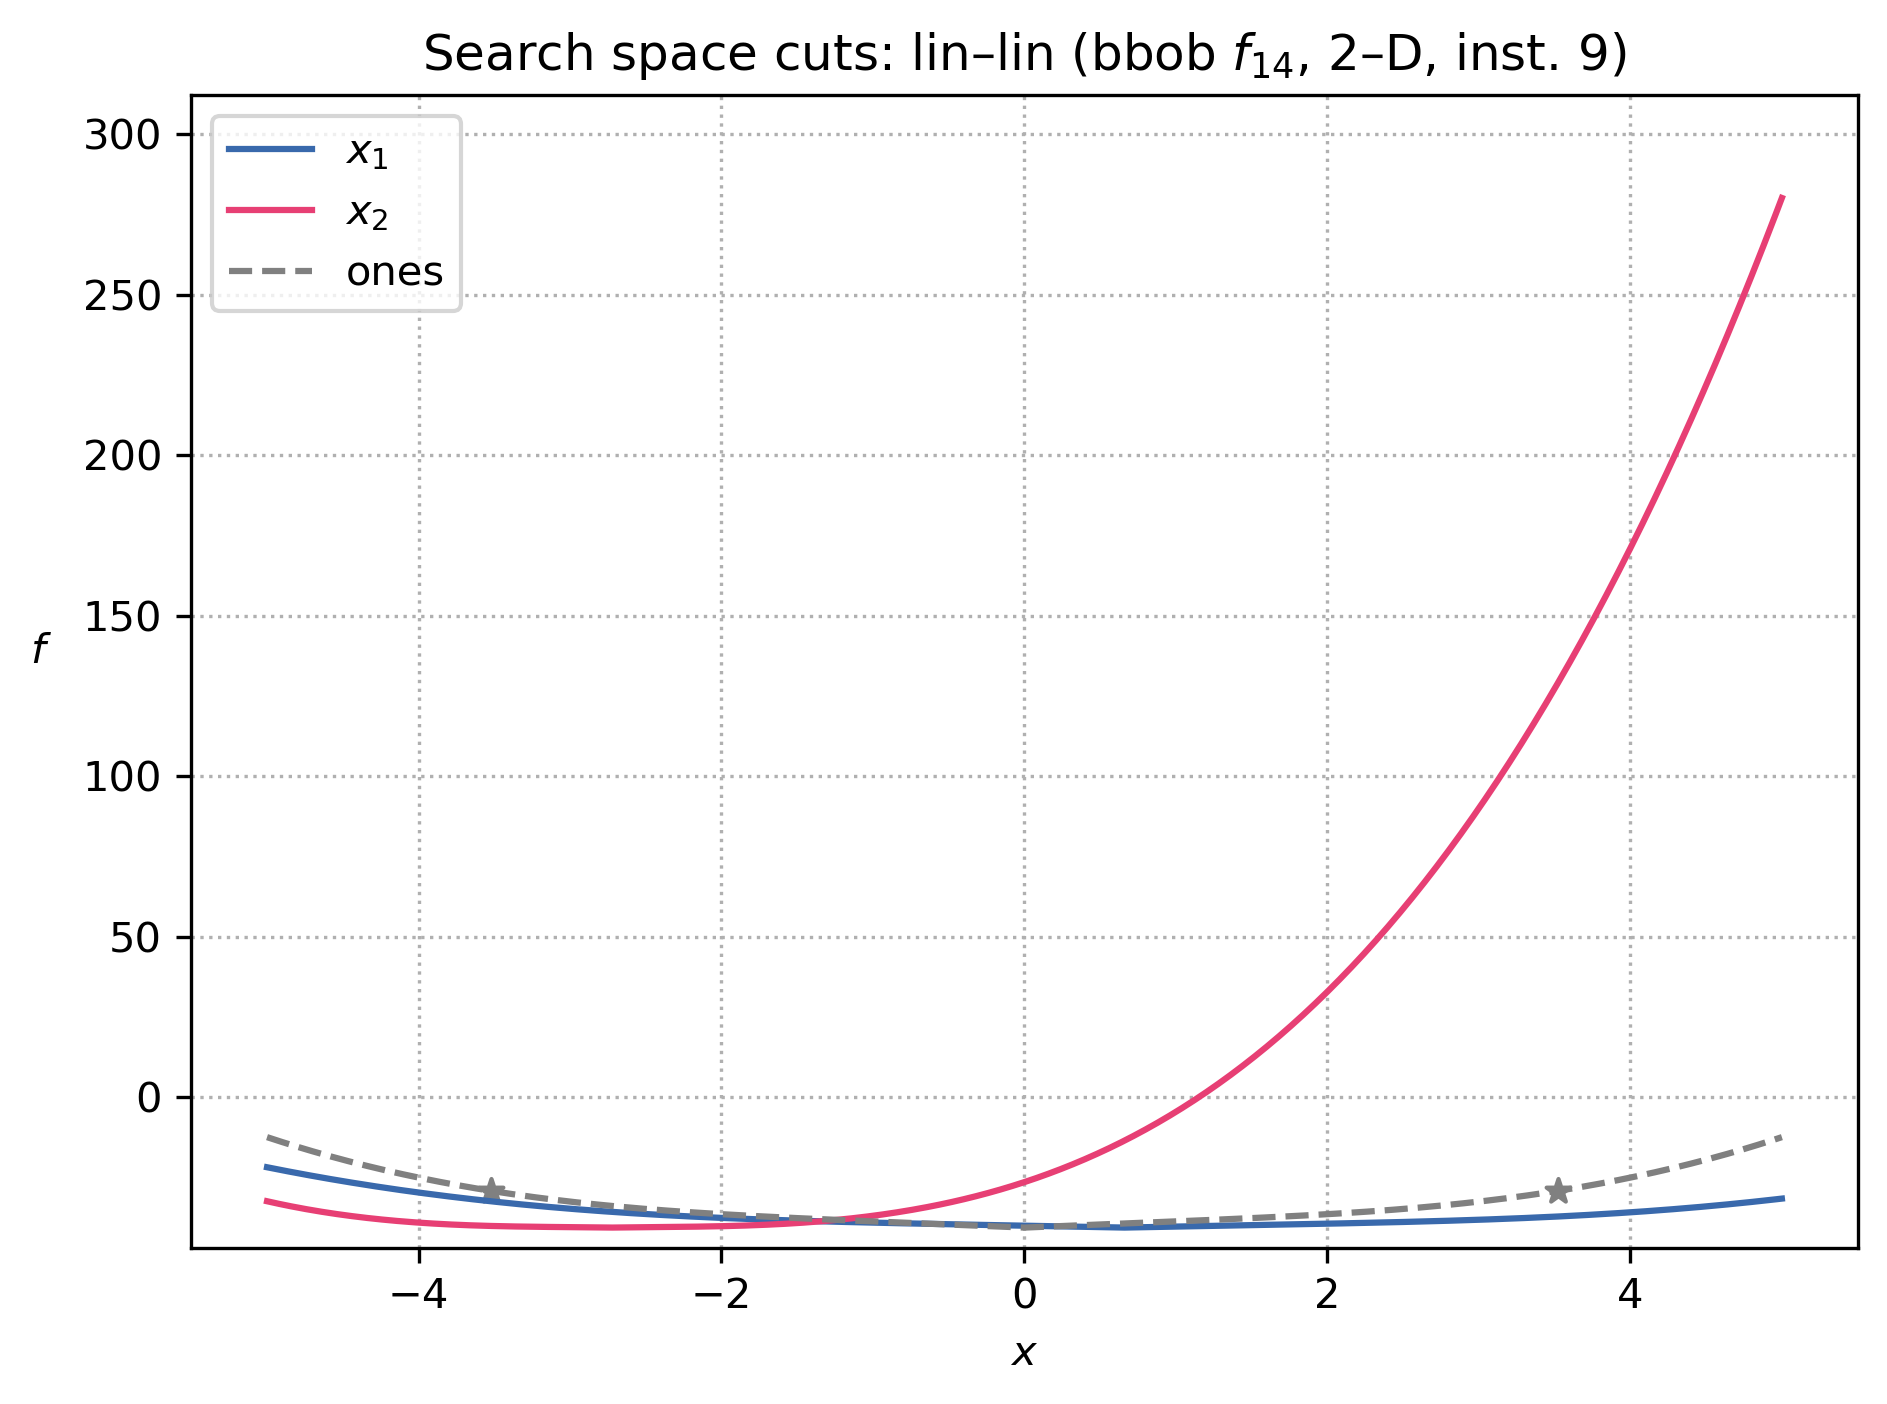 Search space cuts: lin–lin (bbob f14, 2–D, inst. 9)
x1
x2
ones
300
250
200
150
100
50
0
f
−4 −2 0 2 4
x